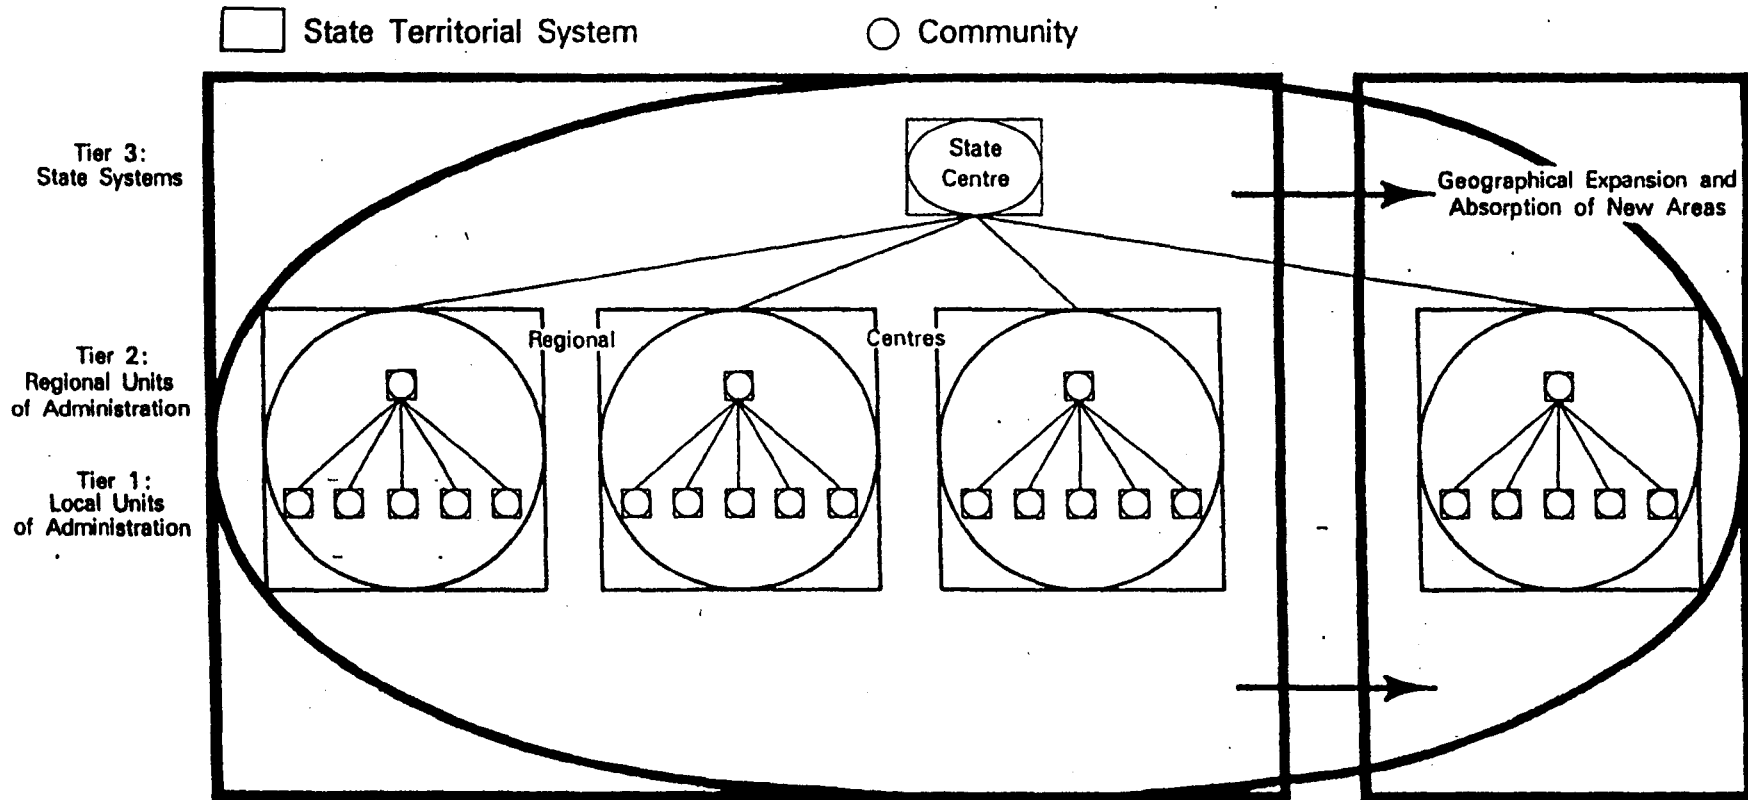 State Territorial System
Community
Tier 3:
State Systems
State
Centre
Geographical Expansion and
Absorption of New Areas
Regional
Centres
Tier 2:
Regional Units
of Administration
Tier 1:
Local Units
of Administration